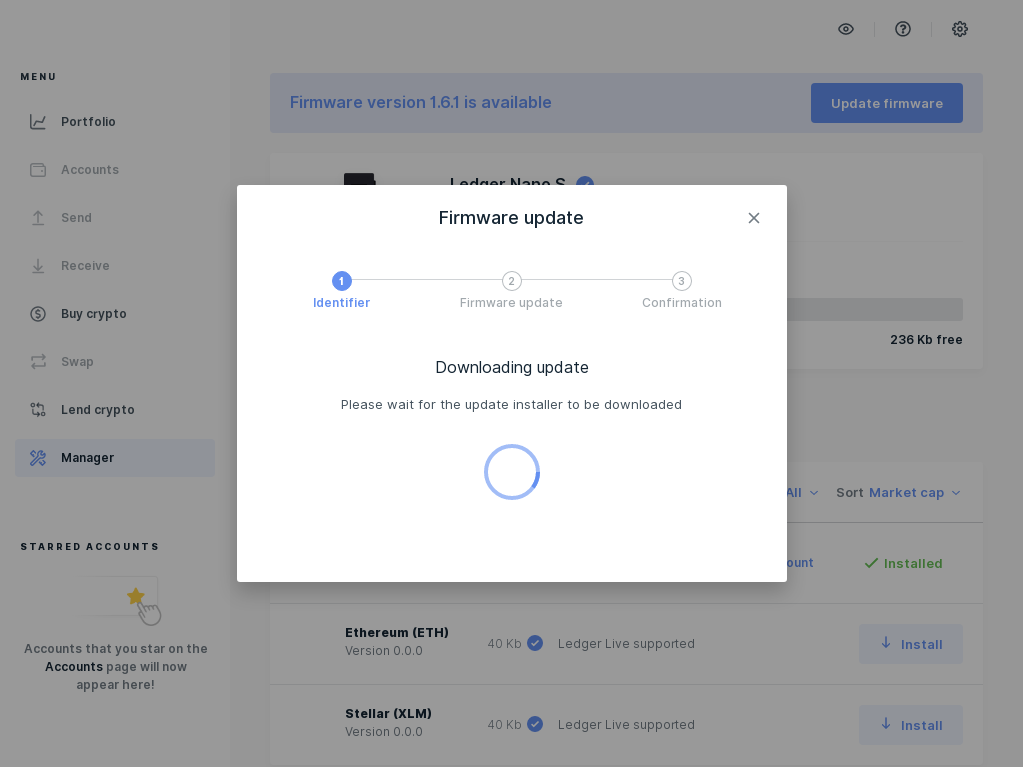 MENU
Portfolio
Accounts
Send
Receive
Buy crypto
Swap
Lend crypto
Manager
STARRED ACCOUNTS
Accounts that you star on the
Accounts page will now
appear here!
Firmware version 1.6.1 is available
Update firmware
Ledger Nano S
236 Kb free
Firmware update
1
2
3
Identifier
Firmware update
Confirmation
Downloading update
Please wait for the update installer to be downloaded
All
Sort Market cap
Installed
Ethereum (ETH)
Version 0.0.0
40 Kb
Ledger Live supported
Install
Stellar (XLM)
Version 0.0.0
40 Kb
Ledger Live supported
Install